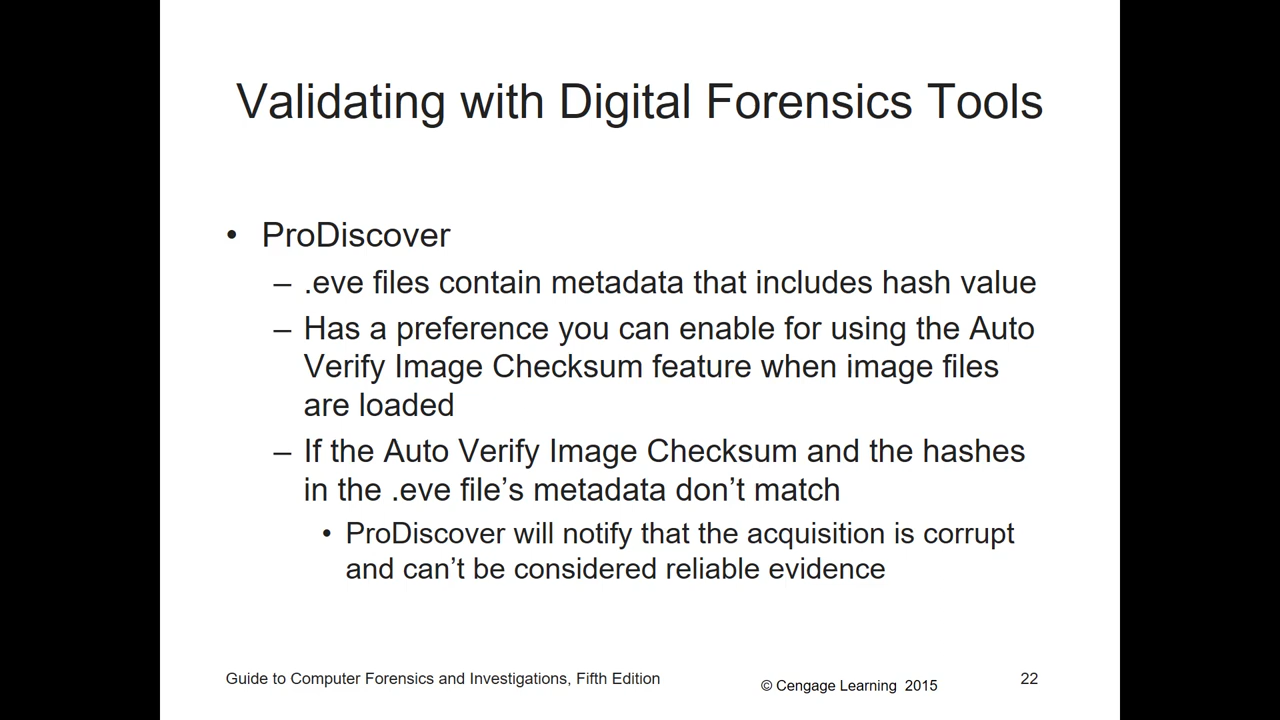 Validating with Digital Forensics Tools
• ProDiscover
– .eve files contain metadata that includes hash value
– Has a preference you can enable for using the Auto
Verify Image Checksum feature when image files
are loaded
– If the Auto Verify Image Checksum and the hashes
in the .eve file’s metadata don’t match
• ProDiscover will notify that the acquisition is corrupt
and can’t be considered reliable evidence
Guide to Computer Forensics and Investigations, Fifth Edition
© Cengage Learning 2015
22